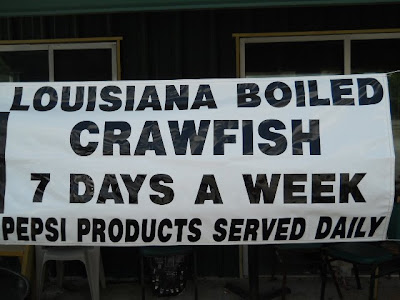 LOUISIANA BOILED
CRAWFISH
7 DAYS A WEEK
PEPSI PRODUCTS SERVED DAILY